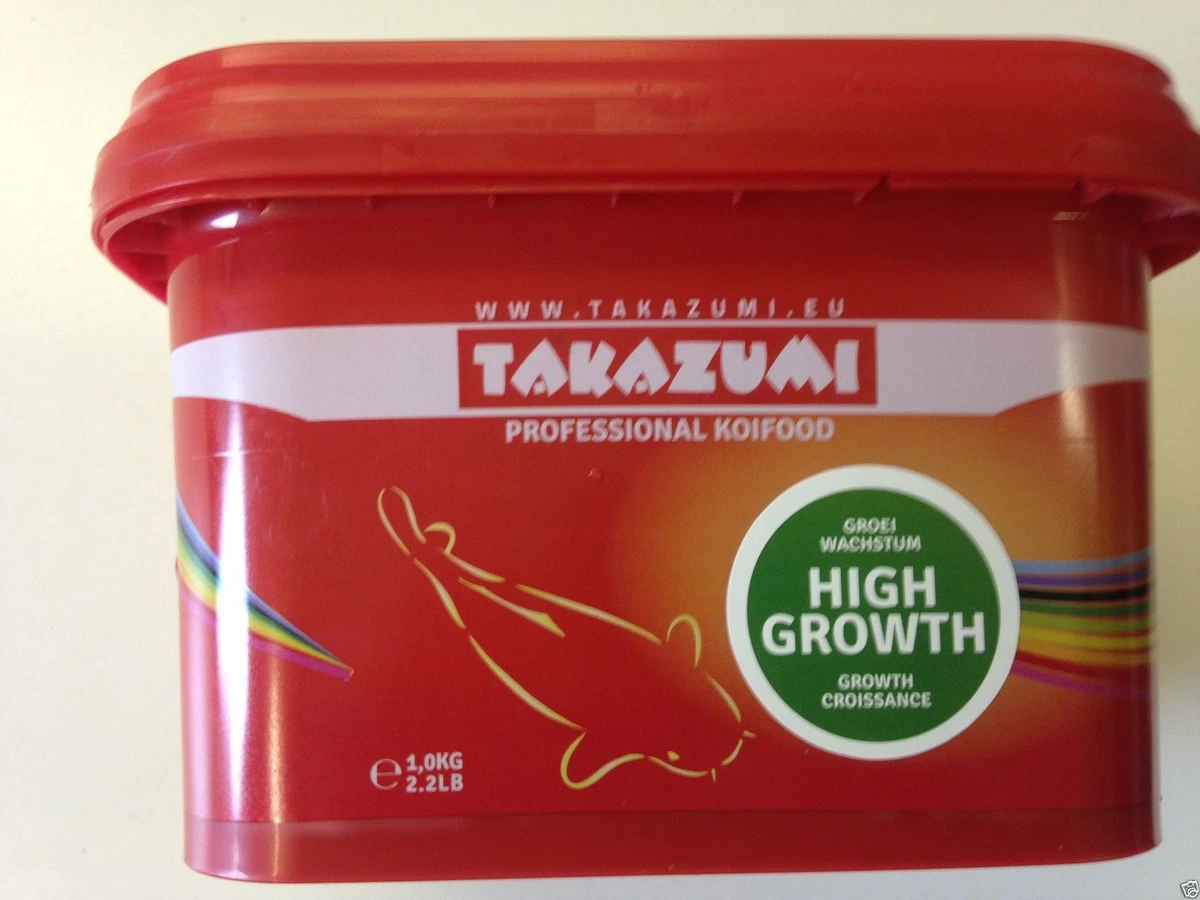 WWW.TAKAZUMI.EU
TAKAZUMI
PROFESSIONAL KOIFOOD
GROEI
WACHSTUM
HIGH
GROWTH
GROWTH
CROISSANCE
℮ 1,0KG
2.2LB